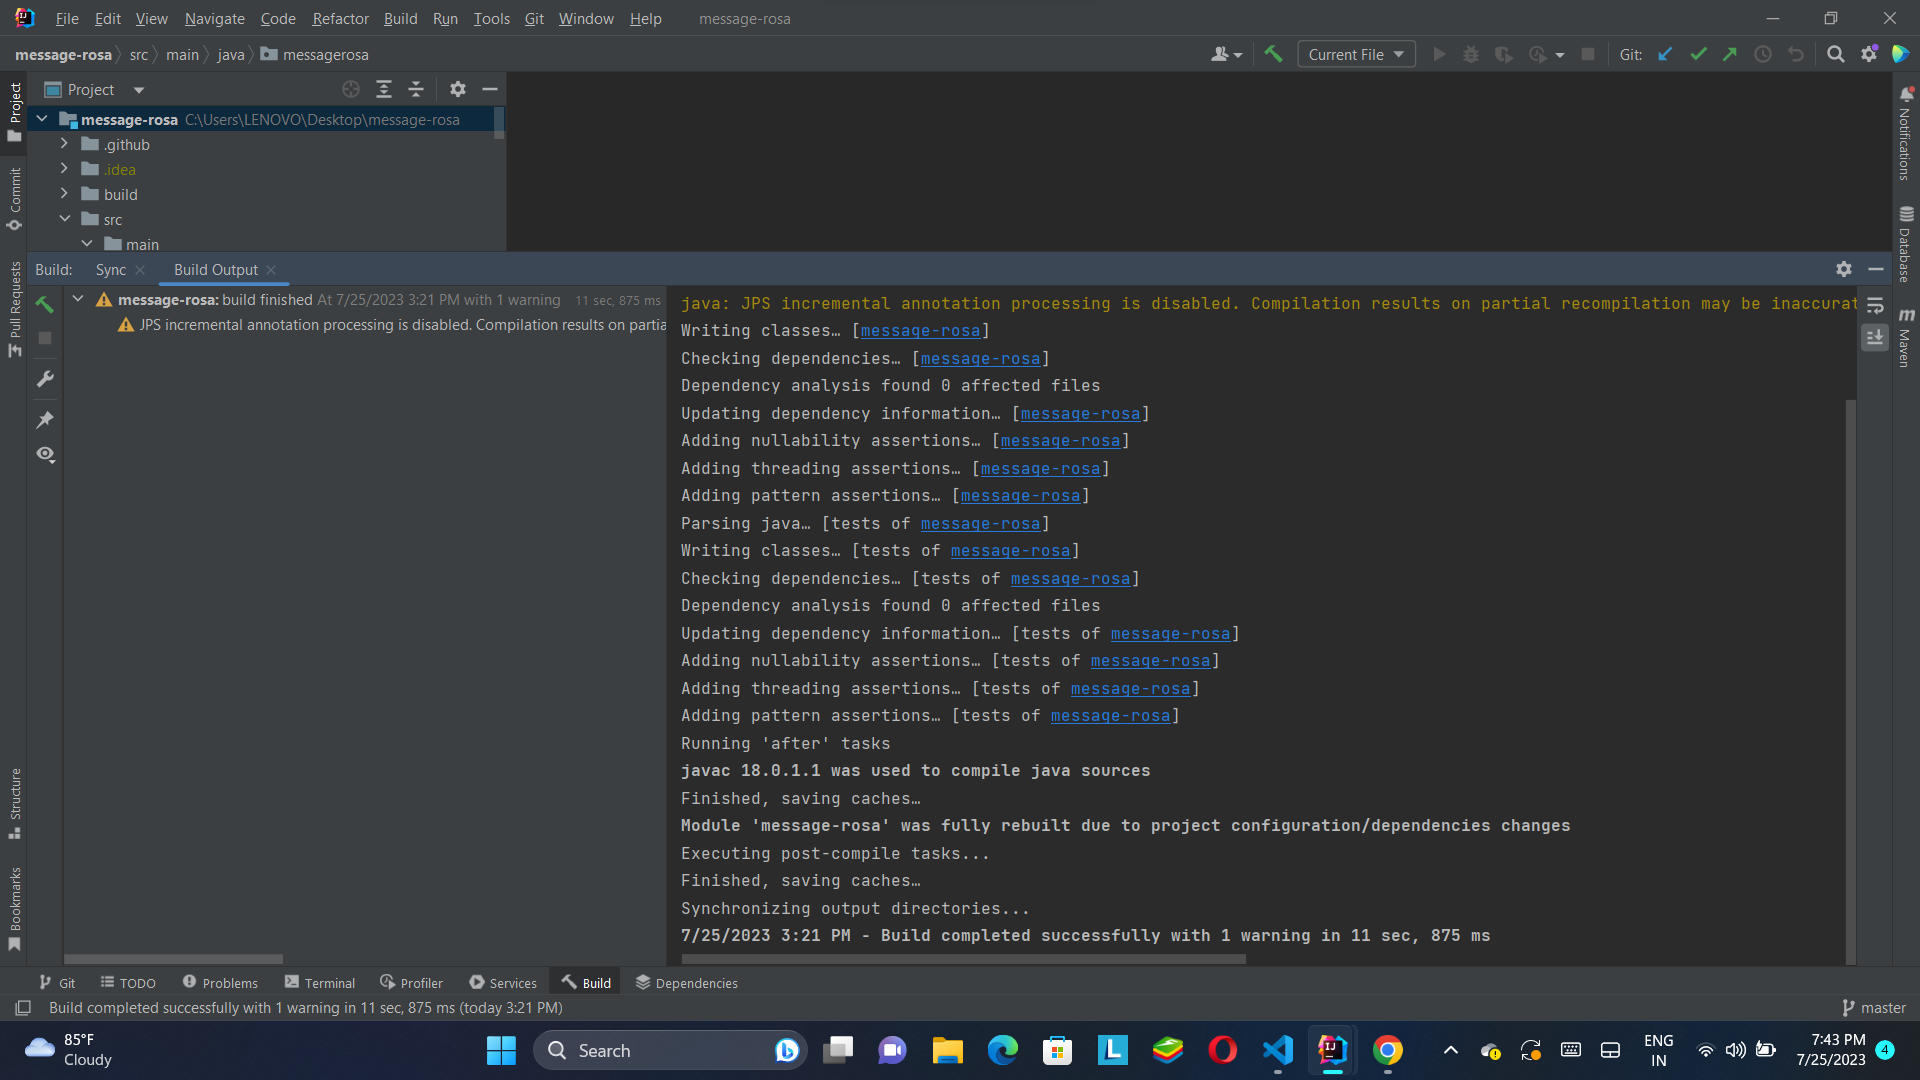 File Edit View Navigate Code Refactor Build Run Tools Git Window Help message-rosa
message-rosa src main java messagerosa Current File Git:
Project
Project
message-rosa C:\Users\LENOVO\Desktop\message-rosa
.github
.idea
build
src
main
Commit
Pull Requests
Structure
Bookmarks
Notifications
Database
m Maven
Build: Sync Build Output
message-rosa: build finished At 7/25/2023 3:21 PM with 1 warning 11 sec, 875 ms
JPS incremental annotation processing is disabled. Compilation results on partia
java: JPS incremental annotation processing is disabled. Compilation results on partial recompilation may be inaccurat
Writing classes… [message-rosa]
Checking dependencies… [message-rosa]
Dependency analysis found 0 affected files
Updating dependency information… [message-rosa]
Adding nullability assertions… [message-rosa]
Adding threading assertions… [message-rosa]
Adding pattern assertions… [message-rosa]
Parsing java… [tests of message-rosa]
Writing classes… [tests of message-rosa]
Checking dependencies… [tests of message-rosa]
Dependency analysis found 0 affected files
Updating dependency information… [tests of message-rosa]
Adding nullability assertions… [tests of message-rosa]
Adding threading assertions… [tests of message-rosa]
Adding pattern assertions… [tests of message-rosa]
Running 'after' tasks
javac 18.0.1.1 was used to compile java sources
Finished, saving caches…
Module 'message-rosa' was fully rebuilt due to project configuration/dependencies changes
Executing post-compile tasks...
Finished, saving caches…
Synchronizing output directories...
7/25/2023 3:21 PM - Build completed successfully with 1 warning in 11 sec, 875 ms
Git TODO Problems Terminal Profiler Services Build Dependencies
Build completed successfully with 1 warning in 11 sec, 875 ms (today 3:21 PM) master
85°F
Cloudy
Search
L
IJ
ENG
IN
7:43 PM
7/25/2023
4